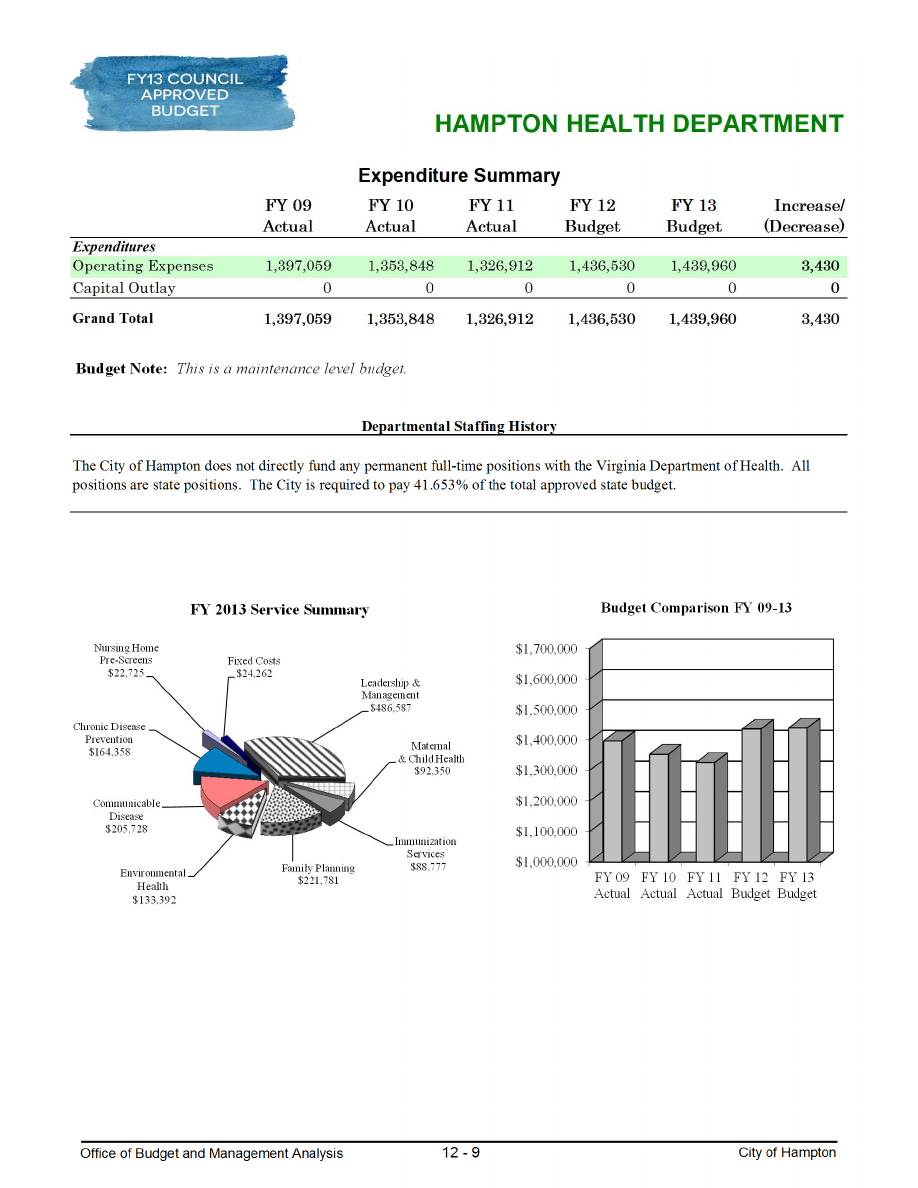 FY13 COUNCIL
APPROVED
BUDGET
HAMPTON HEALTH DEPARTMENT
Expenditure Summary
FY 09 FY 10 FY 11 FY 12 FY 13 Increase/
Actual Actual Actual Budget Budget (Decrease)
Expenditures
Operating Expenses 1,397,059 1,353,848 1,326,912 1,436,530 1,439,960 3,430
Capital Outlay 0 0 0 0 0 0
Grand Total 1,397,059 1,353,848 1,326,912 1,436,530 1,439,960 3,430
Budget Note: This is a maintenance level budget.
Departmental Staffing History
The City of Hampton does not directly fund any permanent full-time positions with the Virginia Department of Health. All
positions are state positions. The City is required to pay 41.653% of the total approved state budget.
FY 2013 Service Summary
Nursing Home
Pre-Screens
$22,725
Fixed Costs
$24,262
Leadership &
Management
$486,587
Chronic Disease
Prevention
$164,358
Maternal
& Child Health
$92,350
Communicable
Disease
$205,728
Immunization
Services
$88,777
Environmental
Health
$133,392
Family Planning
$221,781
Budget Comparison FY 09-13
$1,700,000
$1,600,000
$1,500,000
$1,400,000
$1,300,000
$1,200,000
$1,100,000
$1,000,000
FY 09 FY 10 FY 11 FY 12 FY 13
Actual Actual Actual Budget Budget
Office of Budget and Management Analysis 12 - 9 City of Hampton